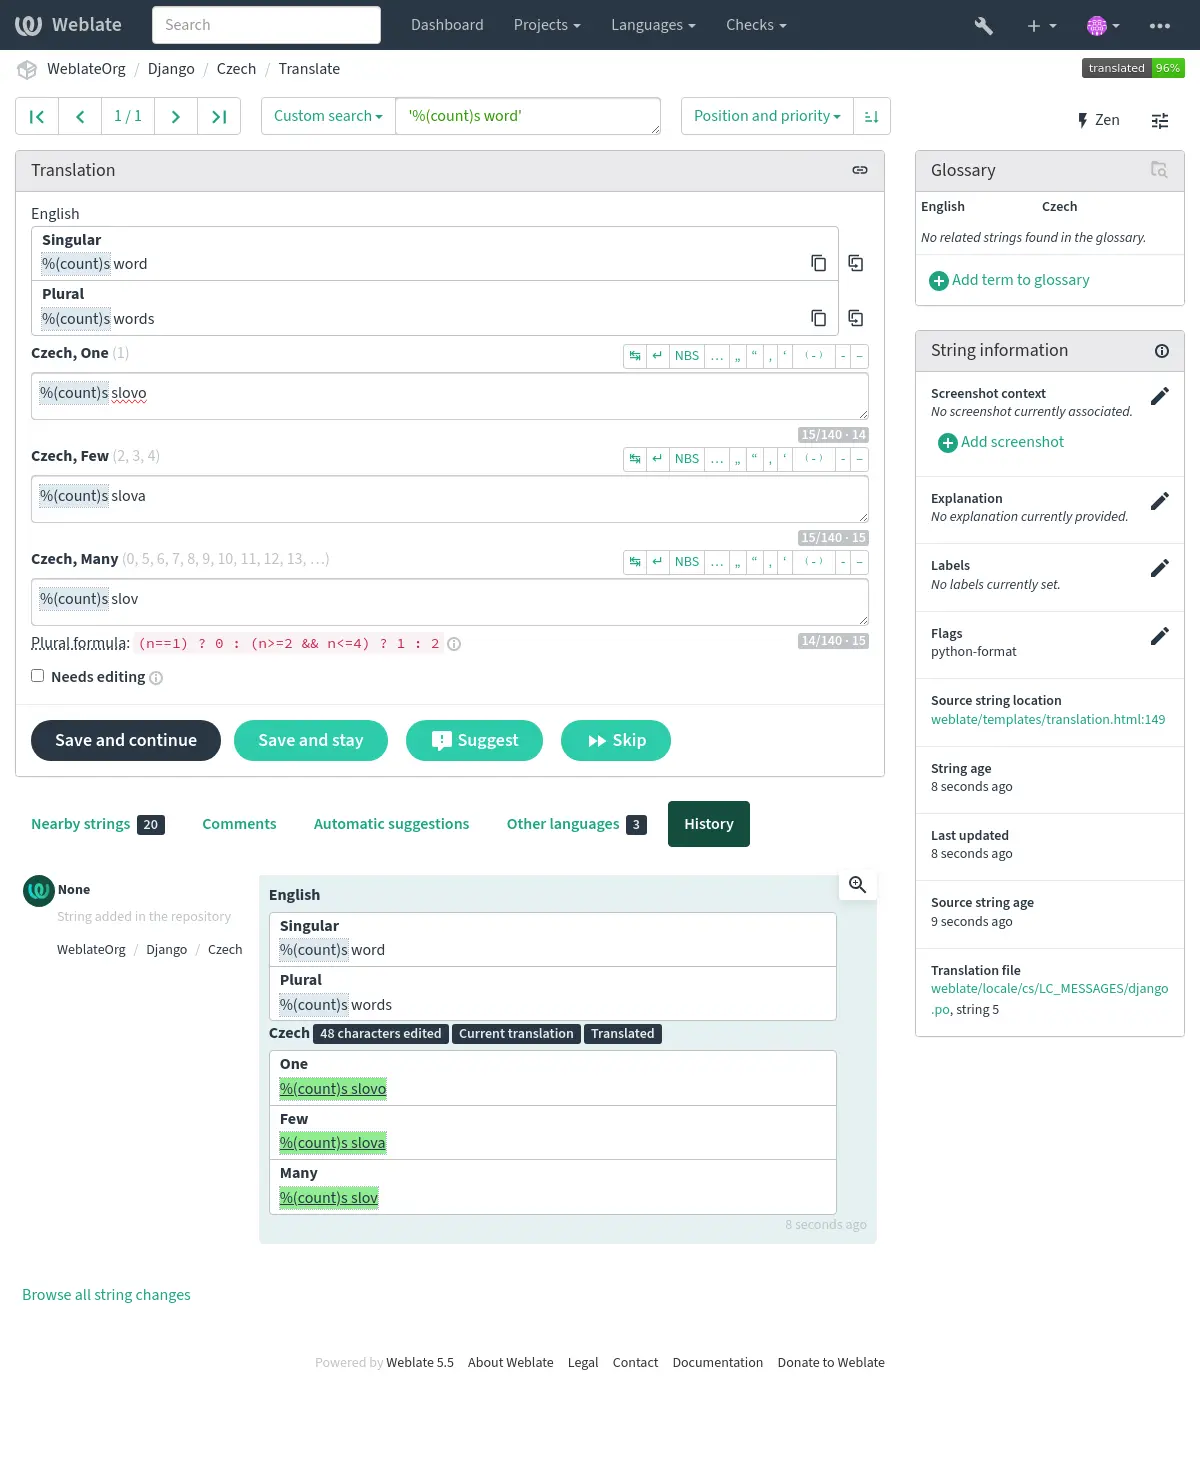 Weblate
Search
Dashboard
Projects
Languages
Checks
WeblateOrg / Django / Czech / Translate
translated 96%
1 / 1
Custom search
'%(count)s word'
Position and priority
Zen
Translation
English
Singular
%(count)s word
Plural
%(count)s words
Czech, One (1)
↹ ↵ NBS … „ “ ‚ ‘ (-) - –
%(count)s slovo
15/140 · 14
Czech, Few (2, 3, 4)
↹ ↵ NBS … „ “ ‚ ‘ (-) - –
%(count)s slova
15/140 · 15
Czech, Many (0, 5, 6, 7, 8, 9, 10, 11, 12, 13, …)
↹ ↵ NBS … „ “ ‚ ‘ (-) - –
%(count)s slov
14/140 · 15
Plural formula: (n==1) ? 0 : (n>=2 && n<=4) ? 1 : 2
Needs editing
Save and continue
Save and stay
Suggest
Skip
Glossary
English Czech
No related strings found in the glossary.
Add term to glossary
String information
Screenshot context
No screenshot currently associated.
Add screenshot
Explanation
No explanation currently provided.
Labels
No labels currently set.
Flags
python-format
Source string location
weblate/templates/translation.html:149
String age
8 seconds ago
Last updated
8 seconds ago
Source string age
9 seconds ago
Translation file
weblate/locale/cs/LC_MESSAGES/django
.po, string 5
Nearby strings 20
Comments
Automatic suggestions
Other languages 3
History
None
String added in the repository
WeblateOrg / Django / Czech
English
Singular
%(count)s word
Plural
%(count)s words
Czech 48 characters edited Current translation Translated
One
%(count)s slovo
Few
%(count)s slova
Many
%(count)s slov
8 seconds ago
Browse all string changes
Powered by Weblate 5.5 About Weblate Legal Contact Documentation Donate to Weblate